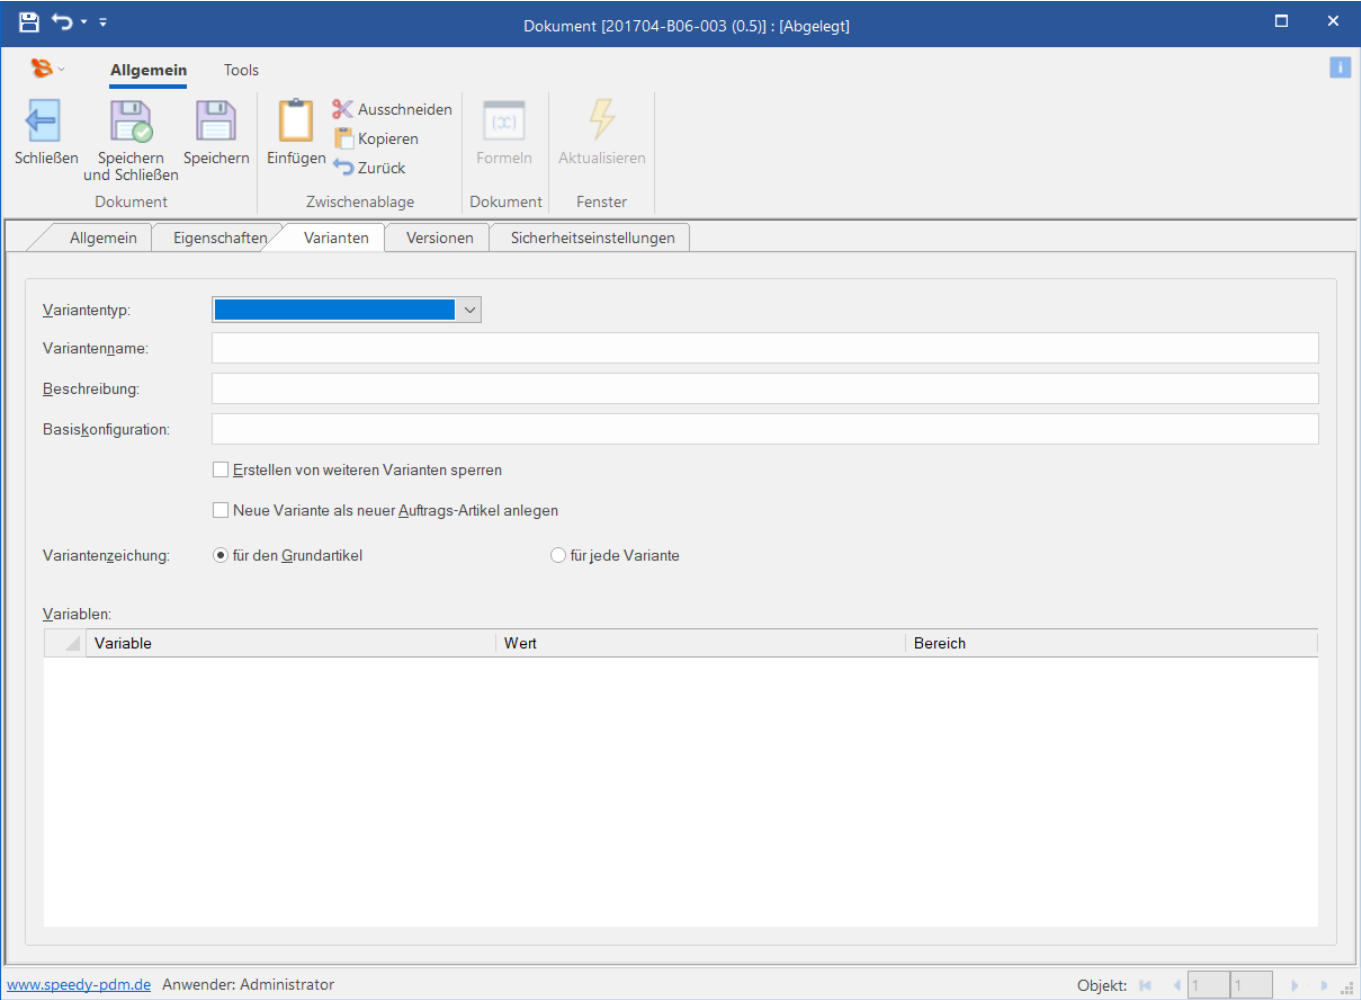 Dokument [201704-B06-003 (0.5)] : [Abgelegt]
Allgemein Tools
Schließen Speichern und Schließen Speichern Einfügen Ausschneiden Kopieren Zurück Formeln Aktualisieren
Dokument Zwischenablage Dokument Fenster
Allgemein Eigenschaften Varianten Versionen Sicherheitseinstellungen
Variantentyp:
Variantenname:
Beschreibung:
Basiskonfiguration:
Erstellen von weiteren Varianten sperren
Neue Variante als neuer Auftrags-Artikel anlegen
Variantenzeichung: für den Grundartikel für jede Variante
Variablen:
Variable Wert Bereich
www.speedy-pdm.de Anwender: Administrator Objekt: 1 1